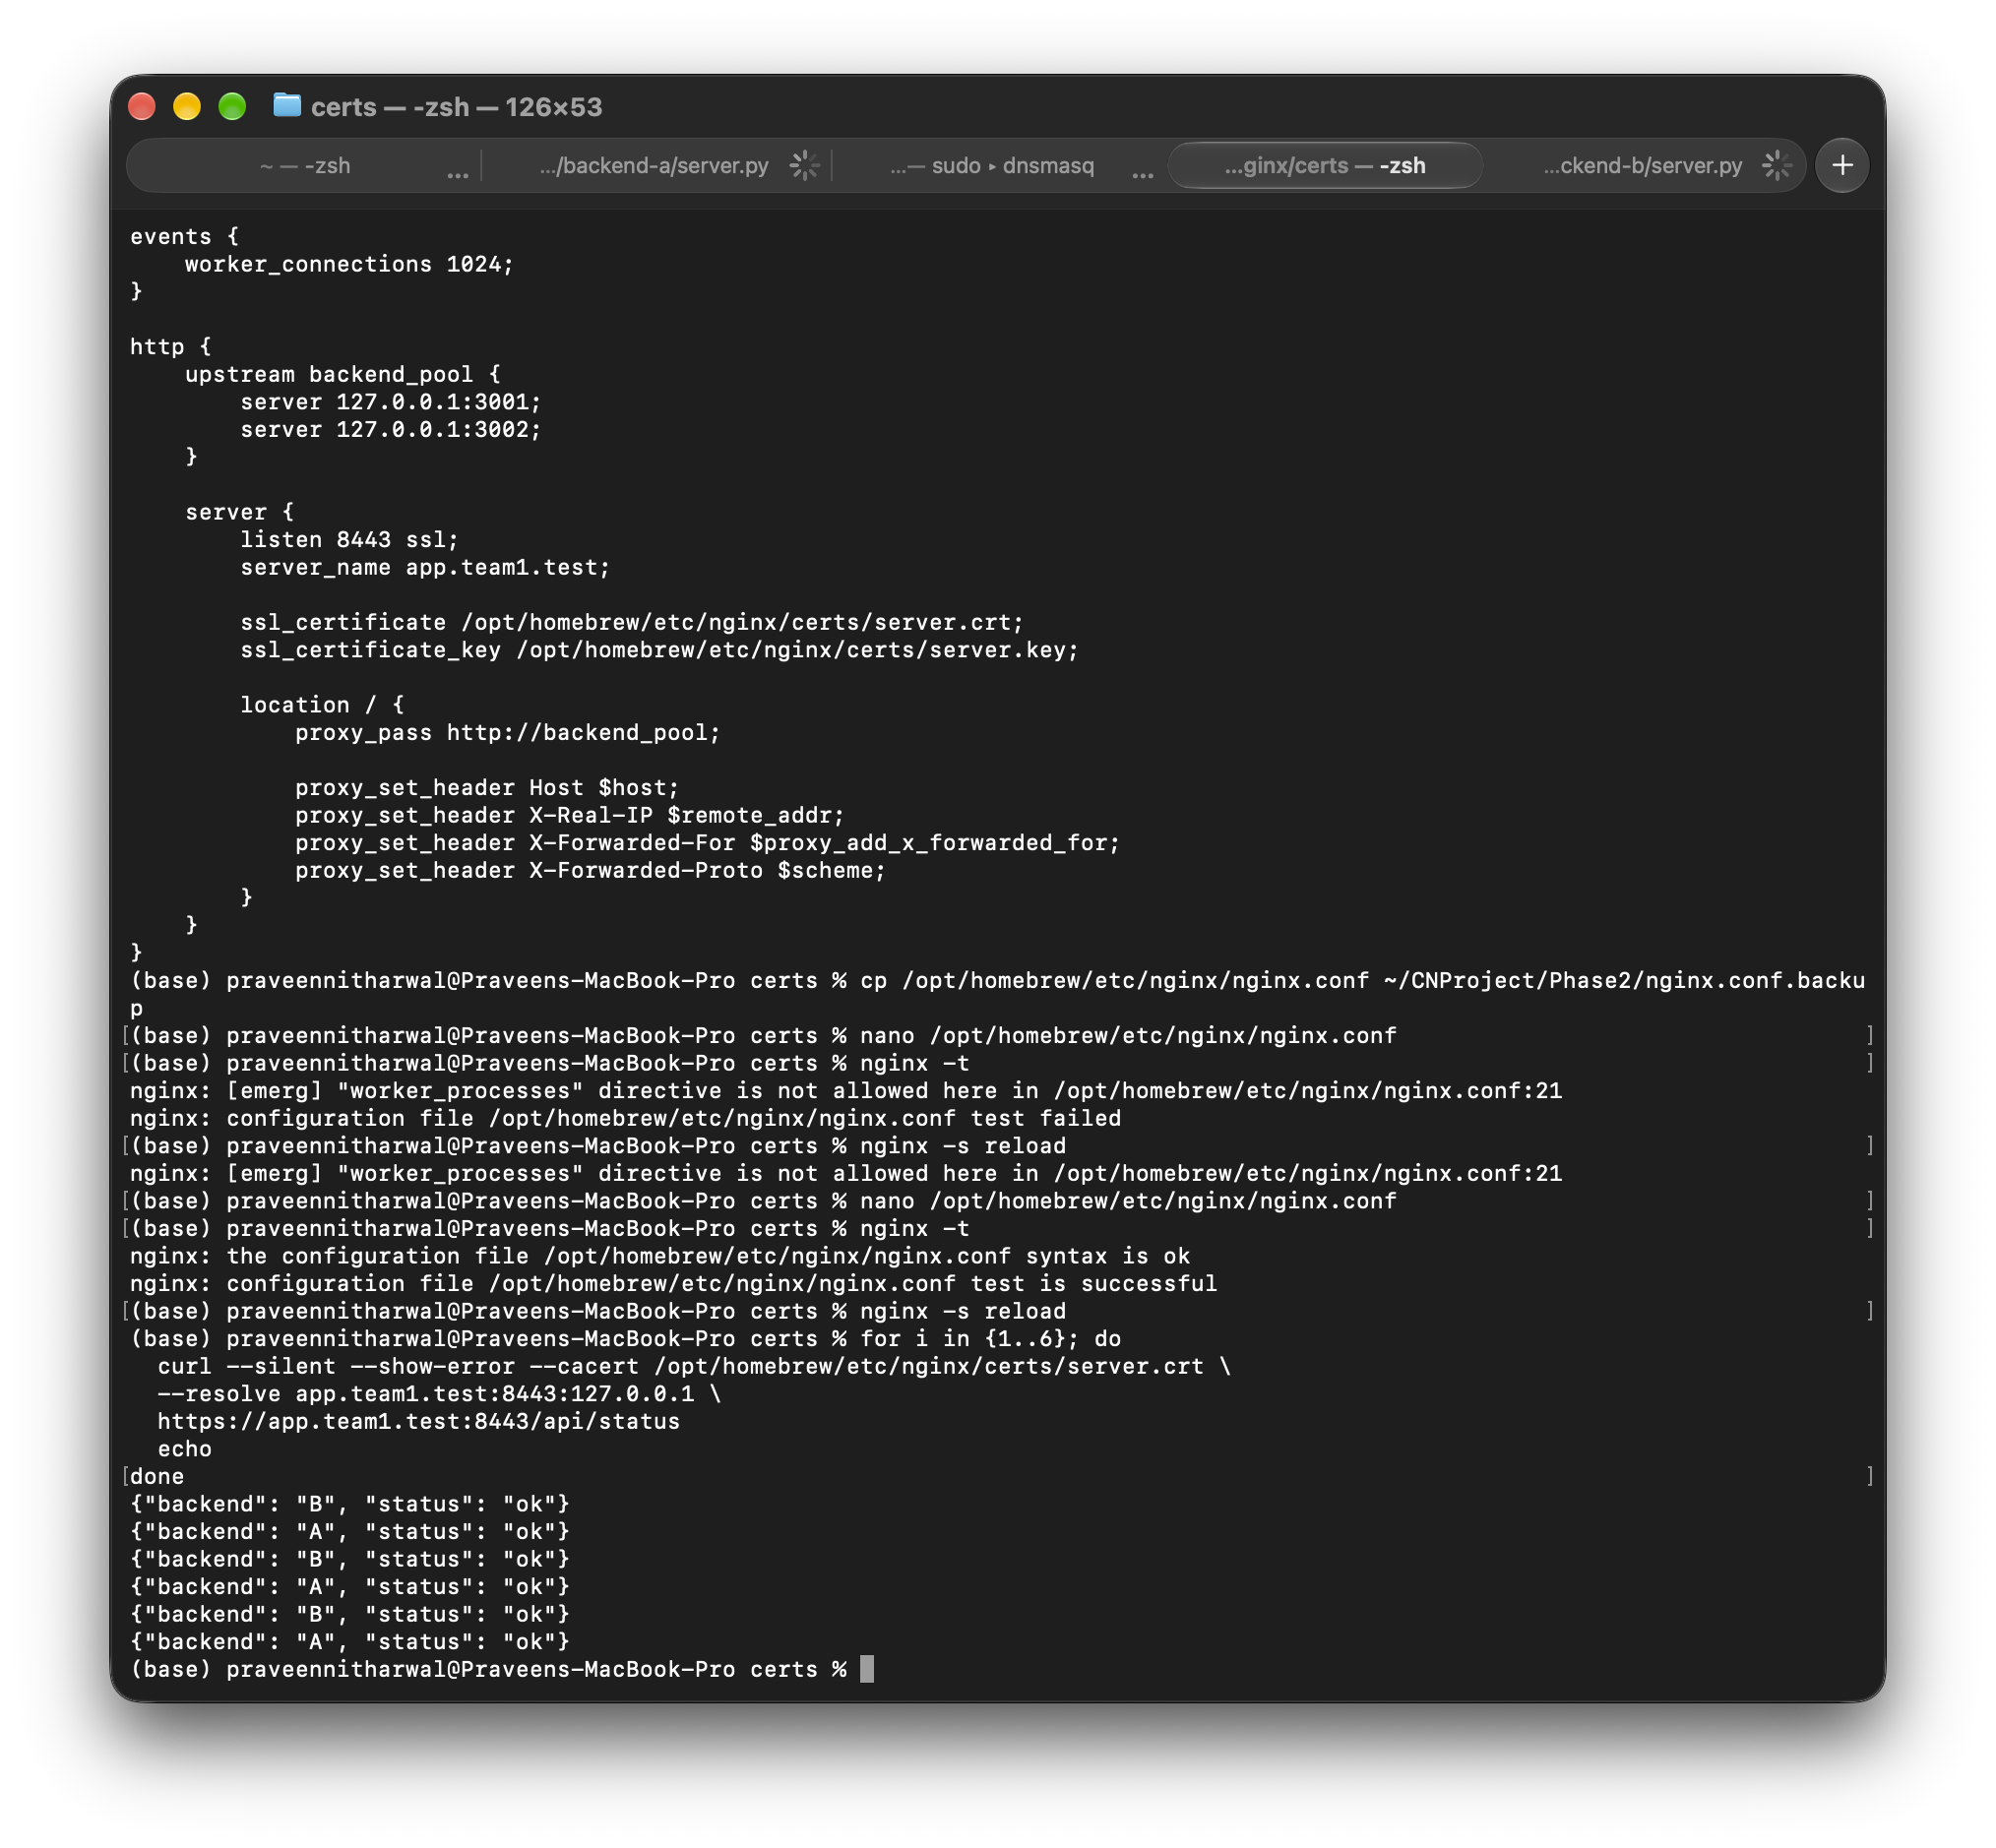 certs — -zsh — 126×53
~ — -zsh ... .../backend-a/server.py ...— sudo ▸ dnsmasq ... ...ginx/certs — -zsh ...ckend-b/server.py +
events {
    worker_connections 1024;
}
http {
    upstream backend_pool {
        server 127.0.0.1:3001;
        server 127.0.0.1:3002;
    }
    server {
        listen 8443 ssl;
        server_name app.team1.test;
        ssl_certificate /opt/homebrew/etc/nginx/certs/server.crt;
        ssl_certificate_key /opt/homebrew/etc/nginx/certs/server.key;
        location / {
            proxy_pass http://backend_pool;
            proxy_set_header Host $host;
            proxy_set_header X-Real-IP $remote_addr;
            proxy_set_header X-Forwarded-For $proxy_add_x_forwarded_for;
            proxy_set_header X-Forwarded-Proto $scheme;
        }
    }
}
(base) praveennitharwal@Praveens-MacBook-Pro certs % cp /opt/homebrew/etc/nginx/nginx.conf ~/CNProject/Phase2/nginx.conf.backu
p
[(base) praveennitharwal@Praveens-MacBook-Pro certs % nano /opt/homebrew/etc/nginx/nginx.conf ]
[(base) praveennitharwal@Praveens-MacBook-Pro certs % nginx -t ]
nginx: [emerg] "worker_processes" directive is not allowed here in /opt/homebrew/etc/nginx/nginx.conf:21
nginx: configuration file /opt/homebrew/etc/nginx/nginx.conf test failed
[(base) praveennitharwal@Praveens-MacBook-Pro certs % nginx -s reload ]
nginx: [emerg] "worker_processes" directive is not allowed here in /opt/homebrew/etc/nginx/nginx.conf:21
[(base) praveennitharwal@Praveens-MacBook-Pro certs % nano /opt/homebrew/etc/nginx/nginx.conf ]
[(base) praveennitharwal@Praveens-MacBook-Pro certs % nginx -t ]
nginx: the configuration file /opt/homebrew/etc/nginx/nginx.conf syntax is ok
nginx: configuration file /opt/homebrew/etc/nginx/nginx.conf test is successful
[(base) praveennitharwal@Praveens-MacBook-Pro certs % nginx -s reload ]
(base) praveennitharwal@Praveens-MacBook-Pro certs % for i in {1..6}; do
  curl --silent --show-error --cacert /opt/homebrew/etc/nginx/certs/server.crt \
  --resolve app.team1.test:8443:127.0.0.1 \
  https://app.team1.test:8443/api/status
  echo
[done ]
{"backend": "B", "status": "ok"}
{"backend": "A", "status": "ok"}
{"backend": "B", "status": "ok"}
{"backend": "A", "status": "ok"}
{"backend": "B", "status": "ok"}
{"backend": "A", "status": "ok"}
(base) praveennitharwal@Praveens-MacBook-Pro certs %